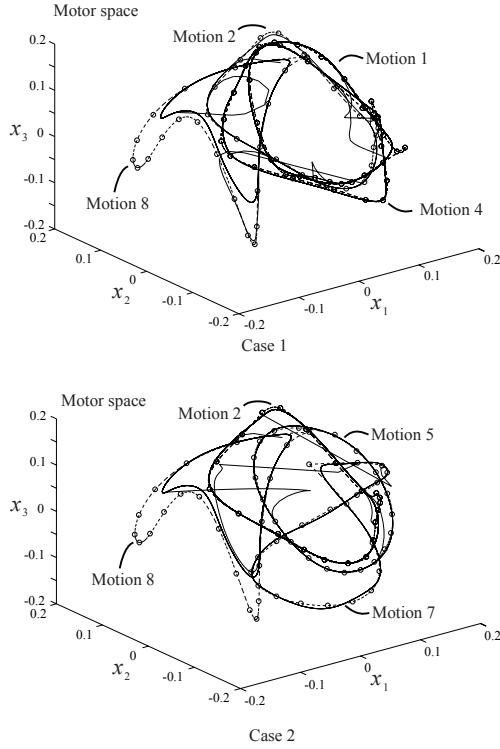 Motor space
Motion 2
Motion 1
0.2
0.1
x3
0
-0.1
-0.2
Motion 8
Motion 4
0.2
0.1
0
-0.1
-0.2
x2
-0.2
-0.1
0
0.1
0.2
x1
Case 1
Motor space
Motion 2
Motion 5
0.2
0.1
x3
0
-0.1
-0.2
Motion 8
Motion 7
0.2
0.1
0
-0.1
-0.2
x2
-0.2
-0.1
0
0.1
0.2
x1
Case 2